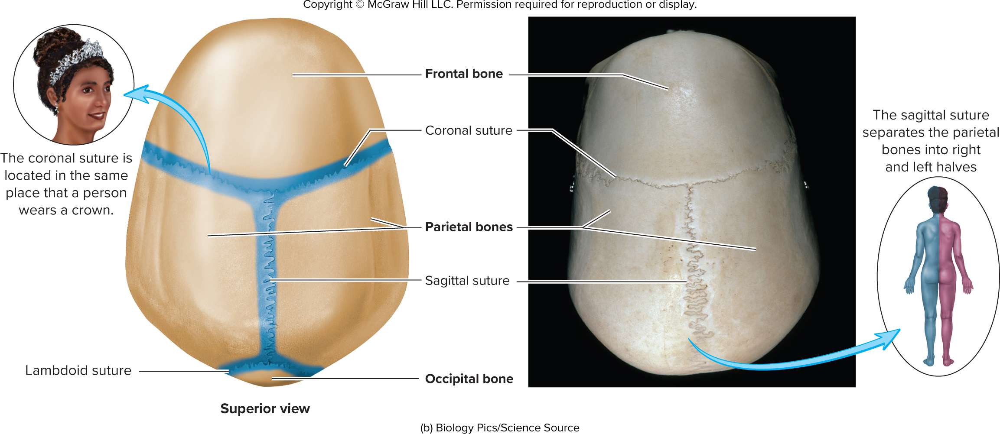 Copyright © McGraw Hill LLC. Permission required for reproduction or display.
The coronal suture is
located in the same
place that a person
wears a crown.
Frontal bone
Coronal suture
Parietal bones
Sagittal suture
Lambdoid suture
Occipital bone
The sagittal suture
separates the parietal
bones into right
and left halves
Superior view
(b) Biology Pics/Science Source